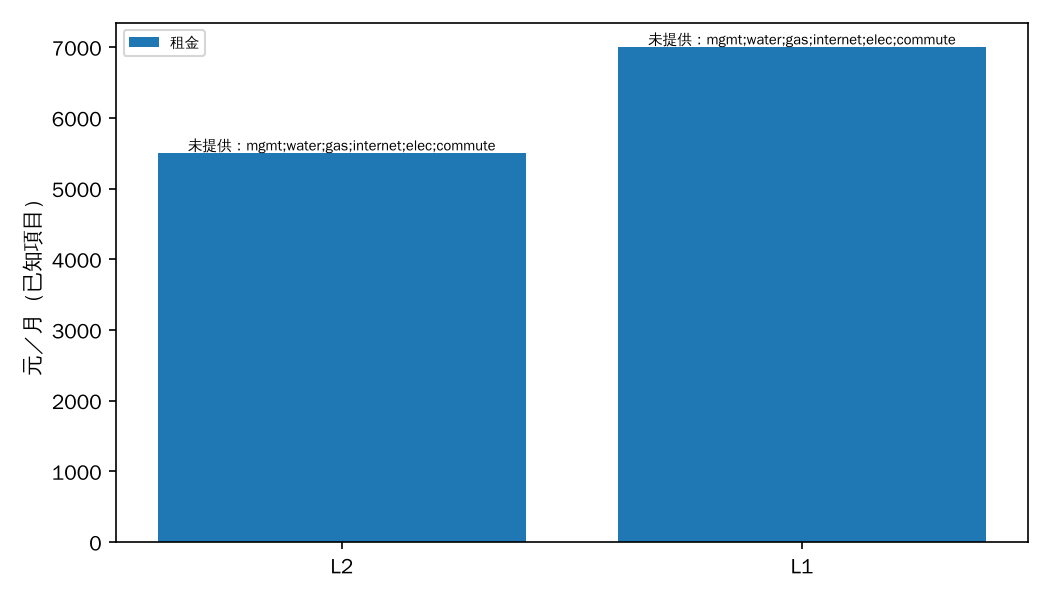 租金
未提供：mgmt;water;gas;internet;elec;commute
未提供：mgmt;water;gas;internet;elec;commute
元／月（已知項目）
7000
6000
5000
4000
3000
2000
1000
0
L2
L1